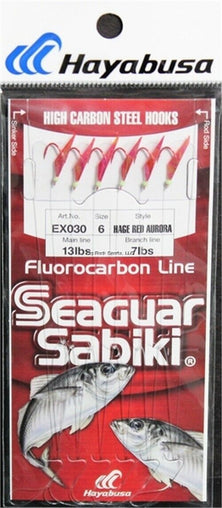 Hayabusa
Sinker Side
Rod Side
HIGH CARBON STEEL HOOKS
Art.No. Size Style
EX030 6 HAGE RED AURORA
Main line Branch line
13lbs 7lbs
Fluorocarbon Line
Seaguar
Sabiki®
Hayabusa